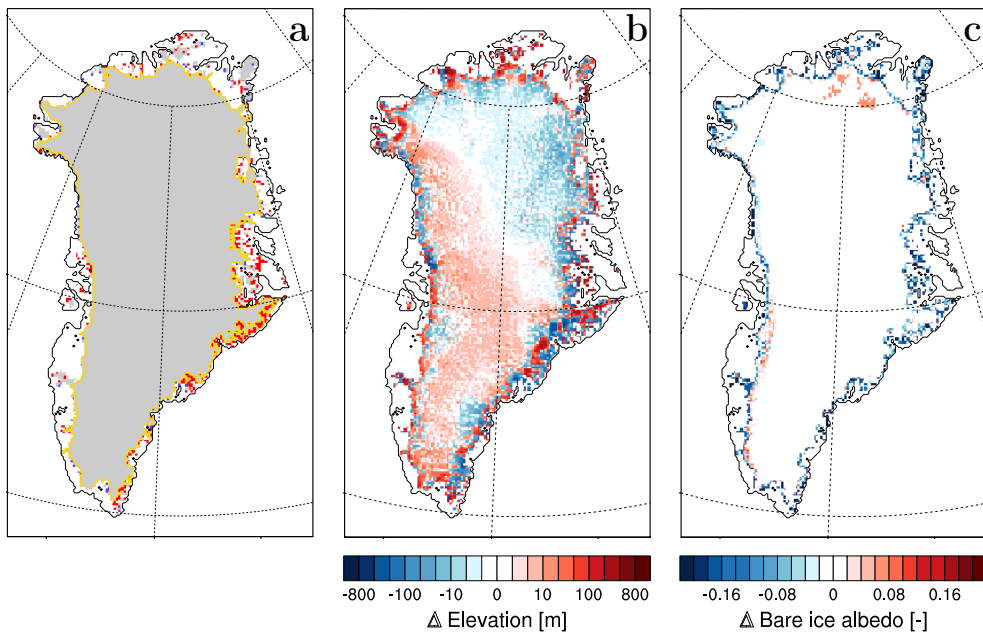 a
b
c
-800 -100 -10 0 10 100 800
Δ Elevation [m]
-0.16 -0.08 0 0.08 0.16
Δ Bare ice albedo [-]